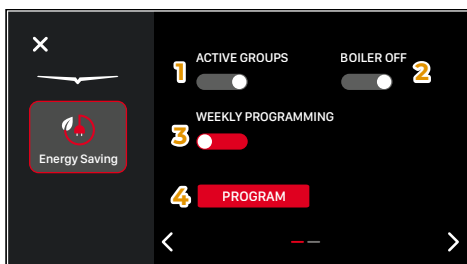 ACTIVE GROUPS
BOILER OFF
1
2
WEEKLY PROGRAMMING
3
Energy Saving
4
PROGRAM